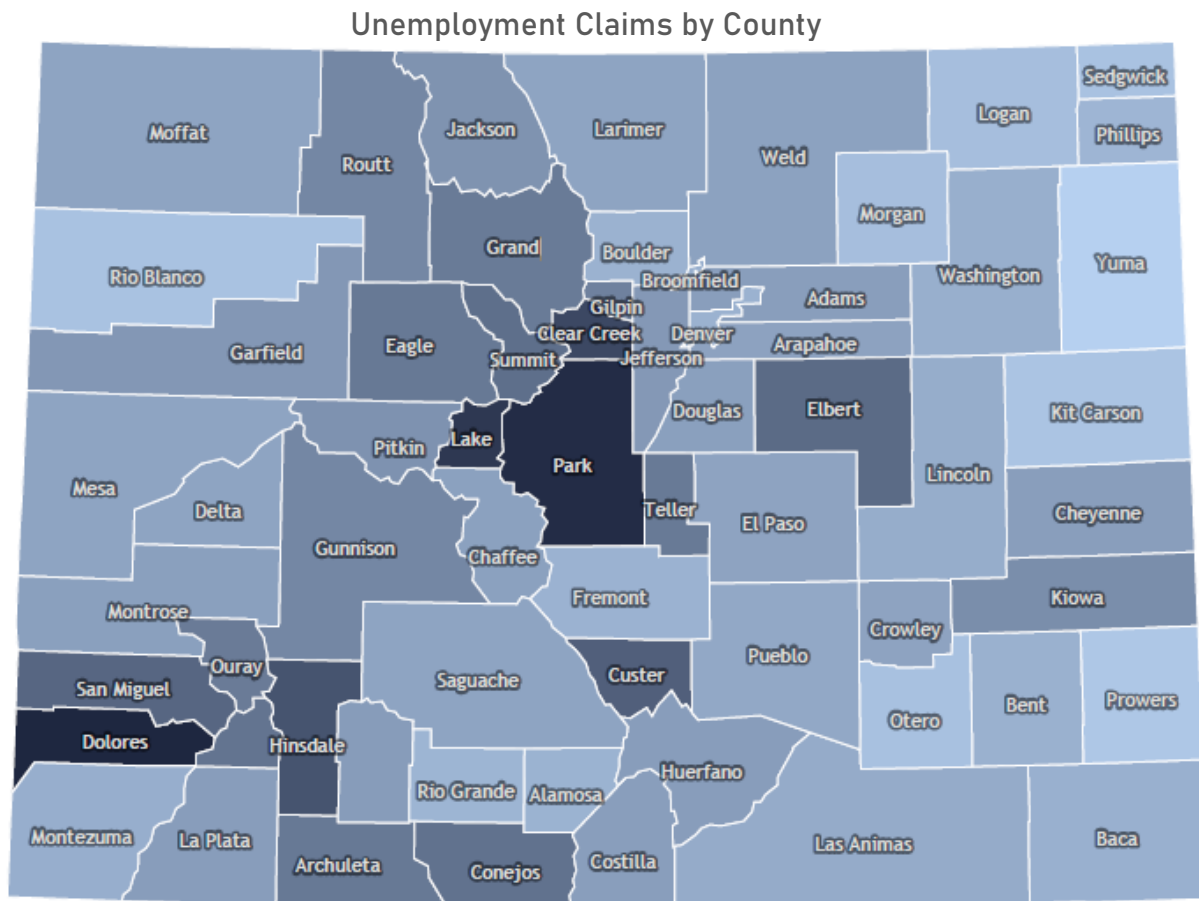 Unemployment Claims by County
Sedgwick
Logan
Moffat
Jackson
Larimer
Phillips
Routt
Weld
Morgan
Grand
Boulder
Yuma
Rio Blanco
Washington
Broomfield
Gilpin
Adams
Clear Creek
Denver
Eagle
Arapahoe
Garfield
Summit
Jefferson
Elbert
Douglas
Kit Carson
Lake
Pitkin
Park
Lincoln
Mesa
Delta
Teller
Cheyenne
El Paso
Gunnison
Chaffee
Fremont
Kiowa
Montrose
Crowley
Pueblo
Ouray
Custer
Saguache
San Miguel
Prowers
Bent
Otero
Dolores
Hinsdale
Huerfano
Rio Grande
Alamosa
Montezuma
La Plata
Baca
Las Animas
Costilla
Archuleta
Conejos